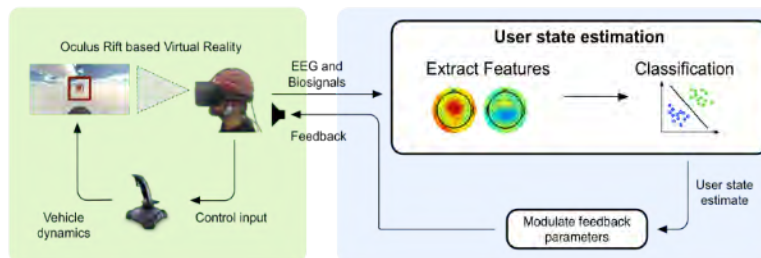 Oculus Rift based Virtual Reality
EEG and
Biosignals
Feedback
Vehicle
dynamics
Control input
User state estimation
Extract Features
Classification
User state
estimate
Modulate feedback
parameters